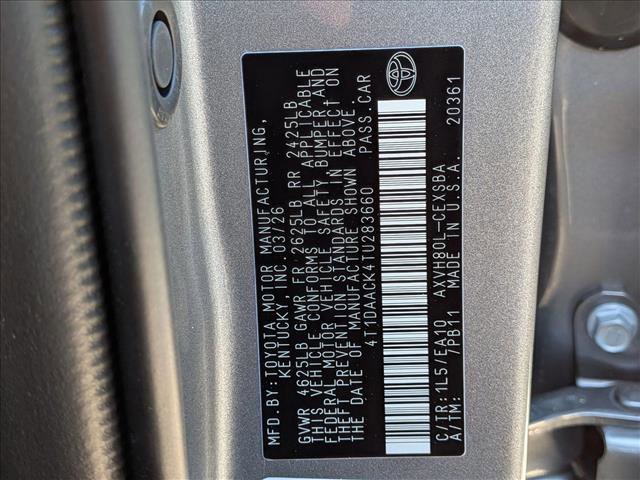 MFD.BY:TOYOTA MOTOR MANUFACTURING,
KENTUCKY, INC.03/26
GVWR 4625LB GAWR FR 2625LB RR 2425LB
THIS VEHICLE CONFORMS TO ALL APPLICABLE
FEDERAL MOTOR VEHICLE SAFETY, BUMPER, AND
THEFT PREVENTION STANDARDS IN EFFECT ON
THE DATE OF MANUFACTURE SHOWN ABOVE.
4T1DAACK4TU283660 PASS.CAR
C/TR:1L57/EA10 AXVH80L-CEXSBA
A/TM: /PB11 MADE IN U.S.A. 20361